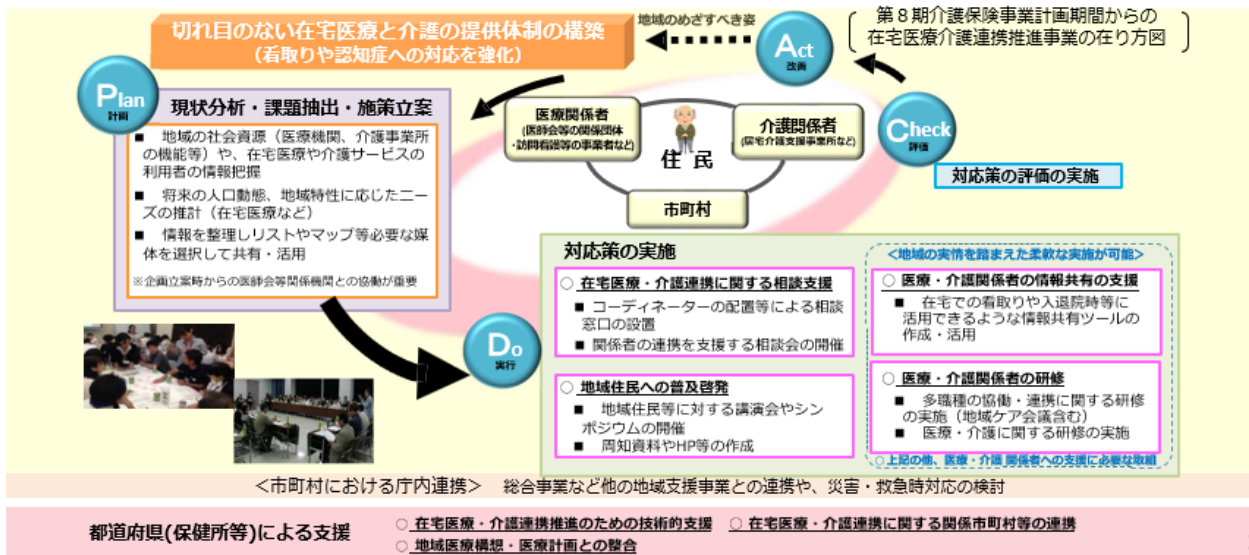 切れ目のない在宅医療と介護の提供体制の構築
（看取りや認知症への対応を強化）
地域のめざすべき姿
Act
改善
第８期介護保険事業計画期間からの
在宅医療介護連携推進事業の在り方図
Plan
計画
現状分析・課題抽出・施策立案
■ 地域の社会資源（医療機関、介護事業所
の機能等）や、在宅医療や介護サービスの
利用者の情報把握
■ 将来の人口動態、地域特性に応じたニー
ズの推計（在宅医療など）
■ 情報を整理しリストやマップ等必要な媒
体を選択して共有・活用
※企画立案時からの医師会等関係機関との協働が重要
医療関係者
(医師会等の関係団体
・訪問看護等の事業者など)
介護関係者
(居宅介護支援事業所など)
住 民
市町村
Check
評価
対応策の評価の実施
Do
実行
対応策の実施
○ 在宅医療・介護連携に関する相談支援
■ コーディネーターの配置等による相談
窓口の設置
■ 関係者の連携を支援する相談会の開催
○ 地域住民への普及啓発
■ 地域住民等に対する講演会やシン
ポジウムの開催
■ 周知資料やHP等の作成
＜地域の実情を踏まえた柔軟な実施が可能＞
○ 医療・介護関係者の情報共有の支援
■ 在宅での看取りや入退院時等に
活用できるような情報共有ツールの
作成・活用
○ 医療・介護関係者の研修
■ 多職種の協働・連携に関する研修
の実施（地域ケア会議含む）
■ 医療・介護に関する研修の実施
○上記の他、医療・介護 関係者への支援に必要な取組
＜市町村における庁内連携＞ 総合事業など他の地域支援事業との連携や、災害・救急時対応の検討
都道府県(保健所等)による支援
○ 在宅医療・介護連携推進のための技術的支援 ○ 在宅医療・介護連携に関する関係市町村等の連携
○ 地域医療構想・医療計画との整合